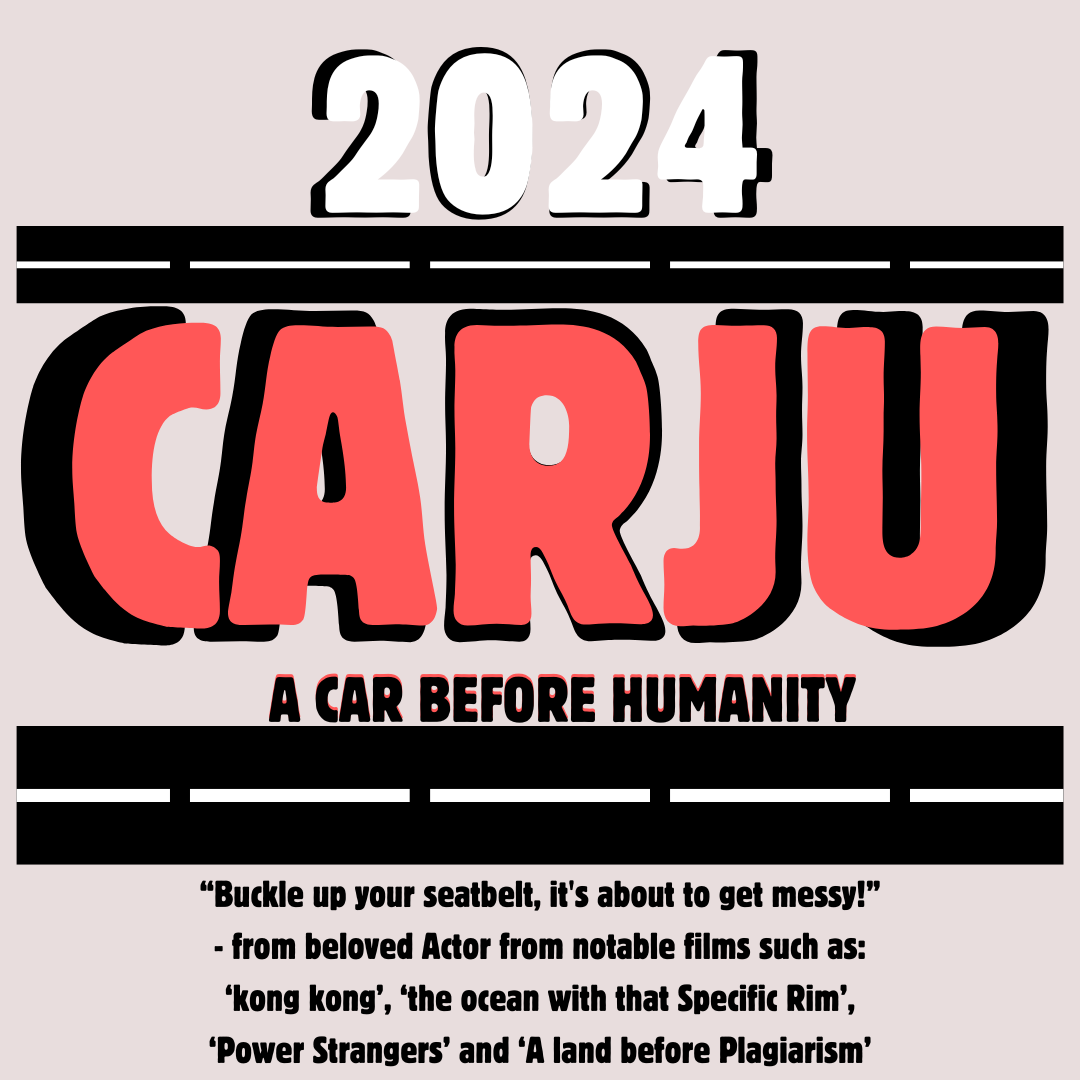 2024
CARJU
A CAR BEFORE HUMANITY
“Buckle up your seatbelt, it's about to get messy!”
- from beloved Actor from notable films such as:
‘kong kong’, ‘the ocean with that Specific Rim’,
‘Power Strangers’ and ‘A land before Plagiarism’